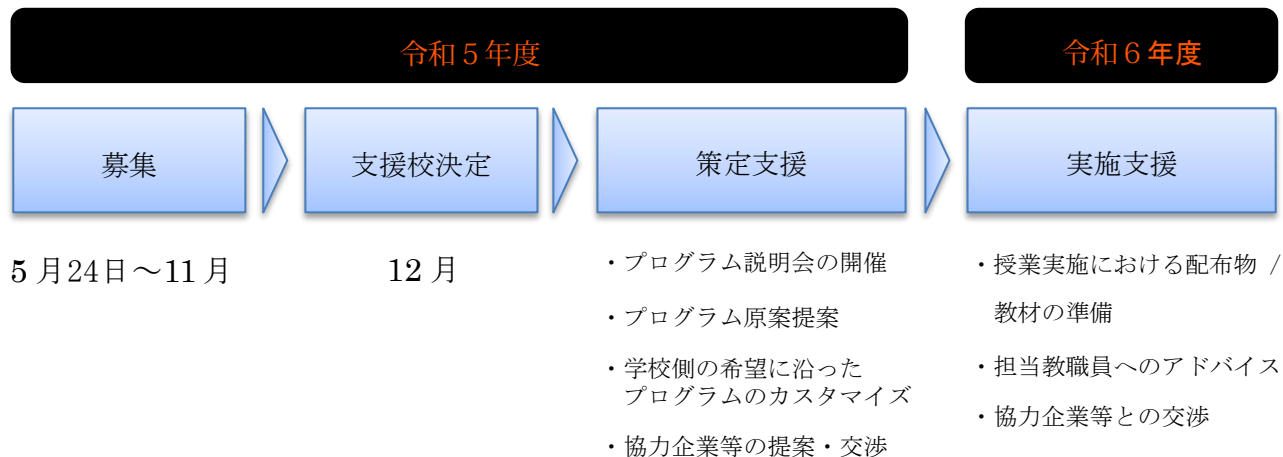 令和５年度
令和６年度
募集
支援校決定
策定支援
実施支援
5月24日～11月
12月
・プログラム説明会の開催
・プログラム原案提案
・学校側の希望に沿った
プログラムのカスタマイズ
・協力企業等の提案・交渉
・授業実施における配布物 /
教材の準備
・担当教職員へのアドバイス
・協力企業等との交渉